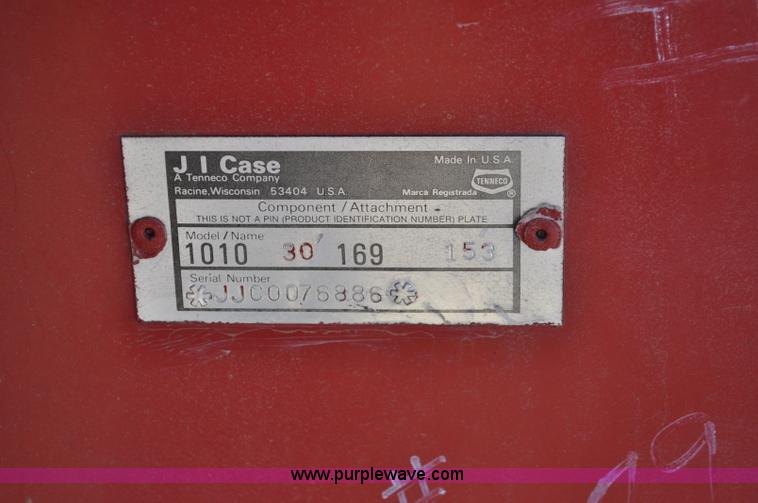 J I Case
A Tenneco Company
Racine, Wisconsin 53404 U.S.A.
Made In U.S.A.
TENNECO
®
Marca Registrada
Component / Attachment -
THIS IS NOT A PIN (PRODUCT IDENTIFICATION NUMBER) PLATE
Model / Name
1010 30' 169 153
Serial Number
*JJC0076886*
# 19
www.purplewave.com